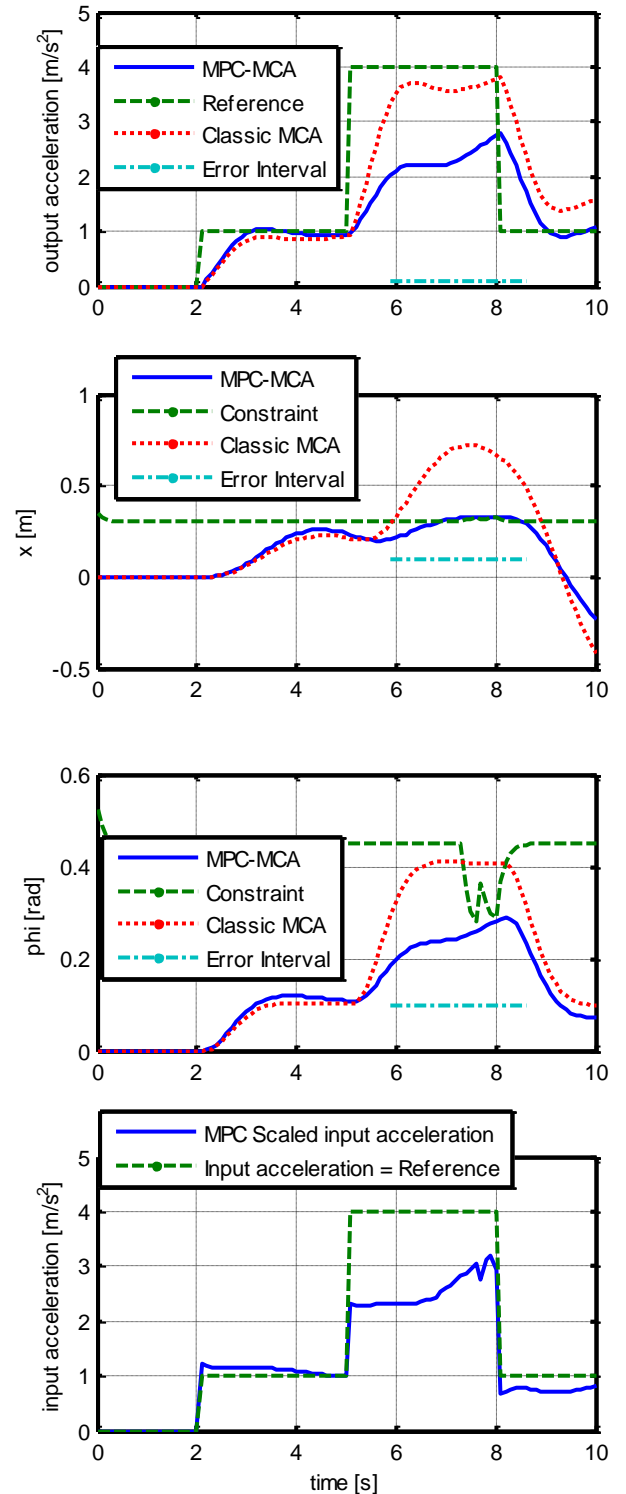 output acceleration [m/s²]
5
4
3
2
1
0
MPC-MCA
Reference
Classic MCA
Error Interval
0 2 4 6 8 10
x [m]
1
0.5
0
-0.5
MPC-MCA
Constraint
Classic MCA
Error Interval
0 2 4 6 8 10
phi [rad]
0.6
0.4
0.2
0
MPC-MCA
Constraint
Classic MCA
Error Interval
0 2 4 6 8 10
MPC Scaled input acceleration
Input acceleration = Reference
input acceleration [m/s²]
5
4
3
2
1
0
0 2 4 6 8 10
time [s]